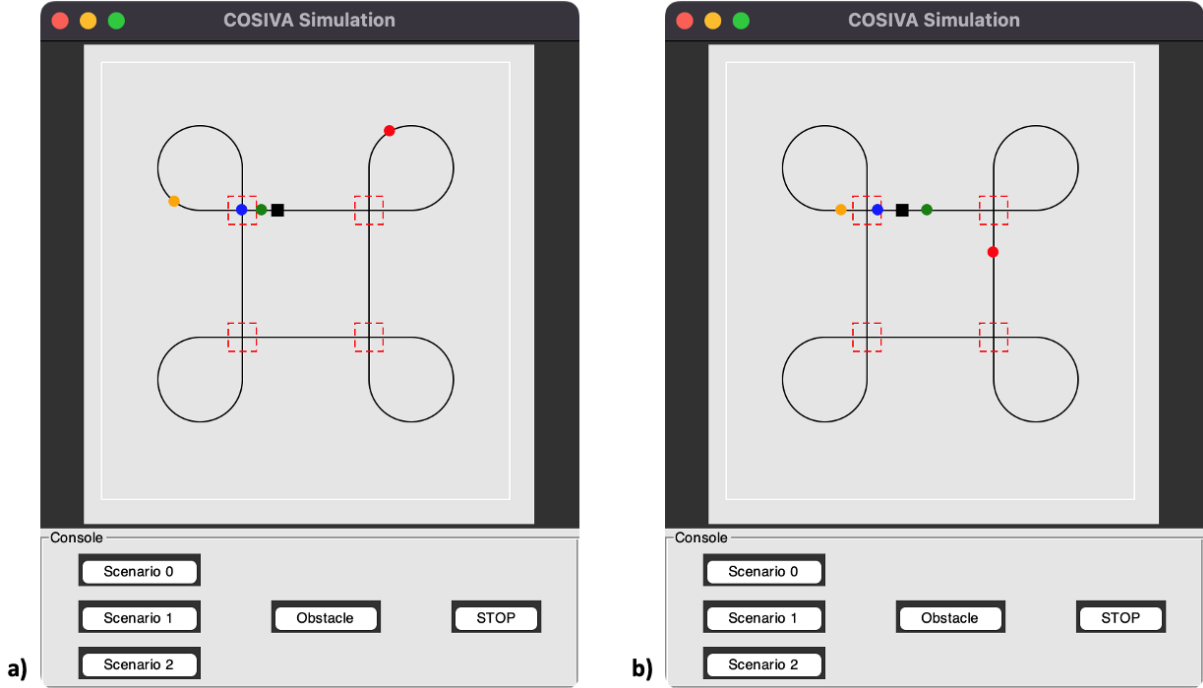 COSIVA Simulation
Console
Scenario 0
Scenario 1
Obstacle
STOP
Scenario 2
a)
COSIVA Simulation
Console
Scenario 0
Scenario 1
Obstacle
STOP
Scenario 2
b)